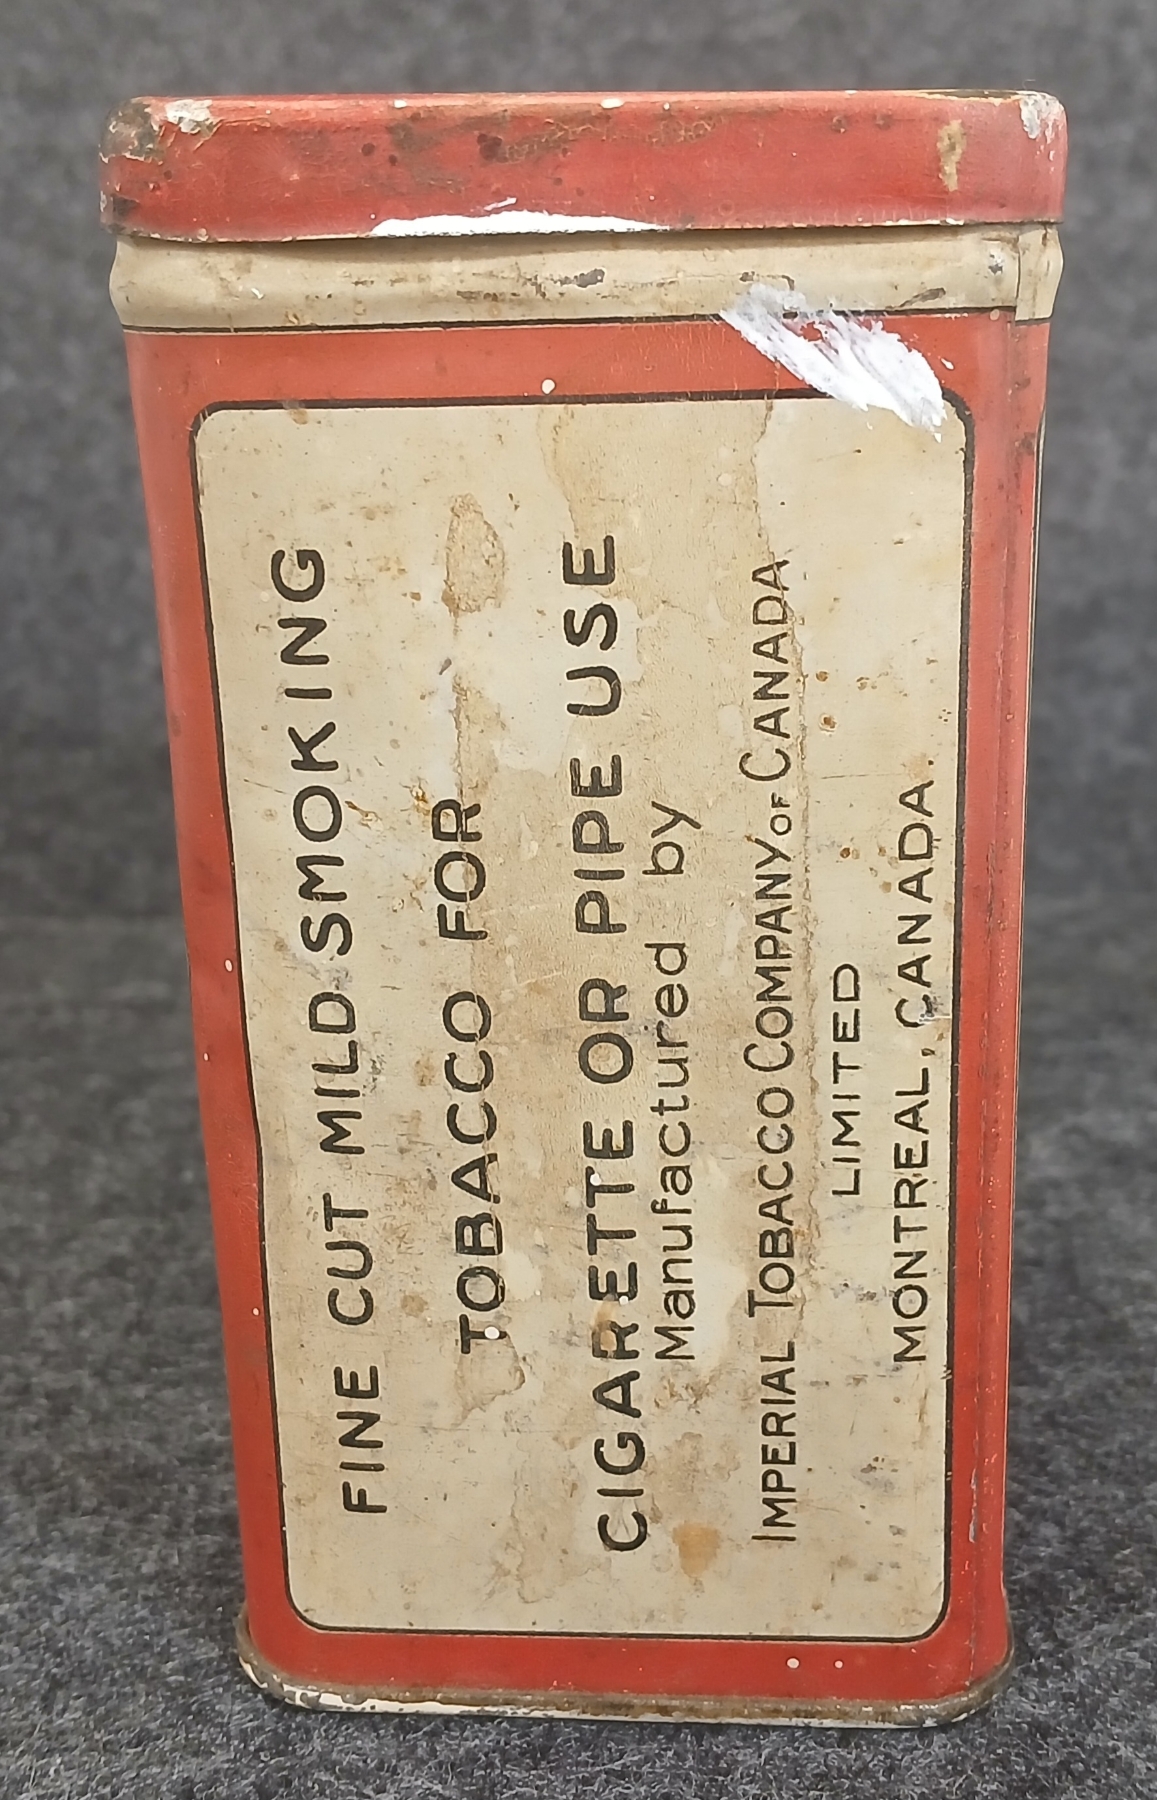 FINE CUT MILD SMOKING
TOBACCO FOR
CIGARETTE OR PIPE USE
Manufactured by
IMPERIAL TOBACCO COMPANY OF CANADA
LIMITED
MONTREAL, CANADA.